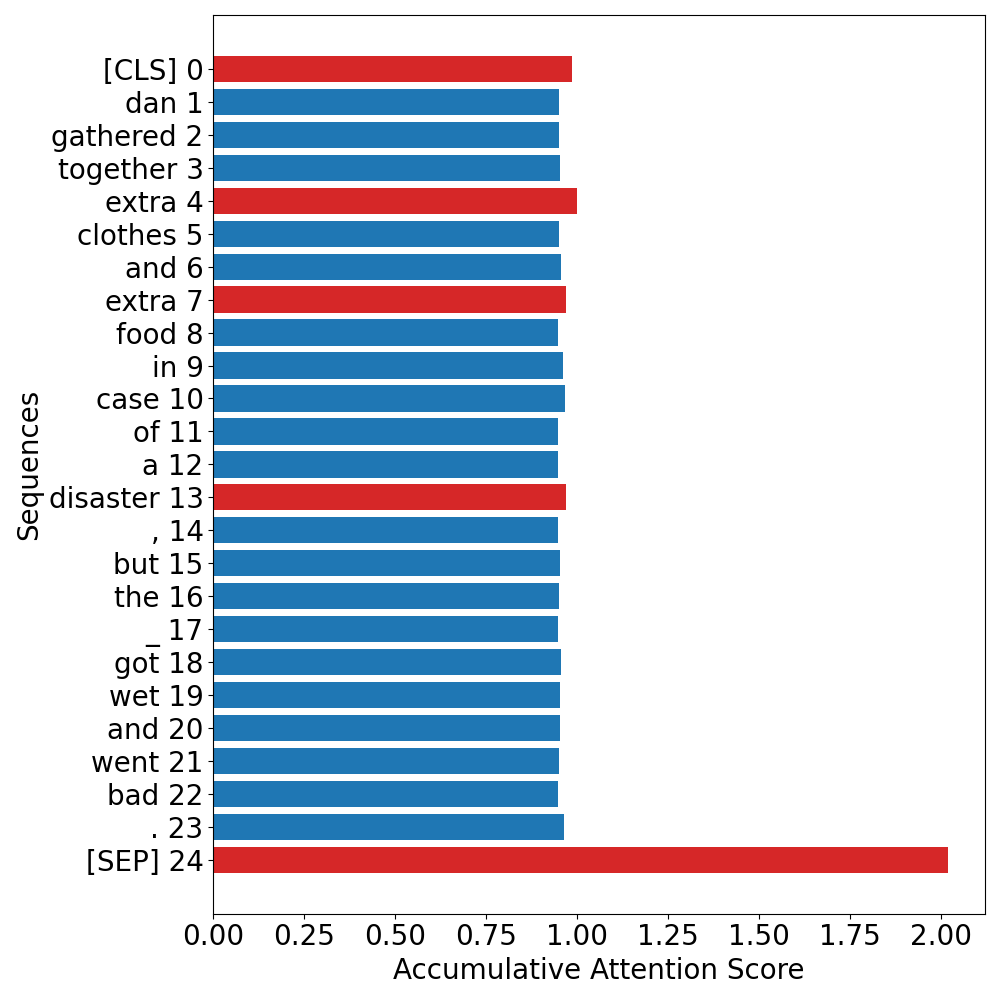 [CLS] 0
dan 1
gathered 2
together 3
extra 4
clothes 5
and 6
extra 7
food 8
in 9
case 10
of 11
a 12
disaster 13
, 14
but 15
the 16
_ 17
got 18
wet 19
and 20
went 21
bad 22
. 23
[SEP] 24
Sequences
0.00 0.25 0.50 0.75 1.00 1.25 1.50 1.75 2.00
Accumulative Attention Score